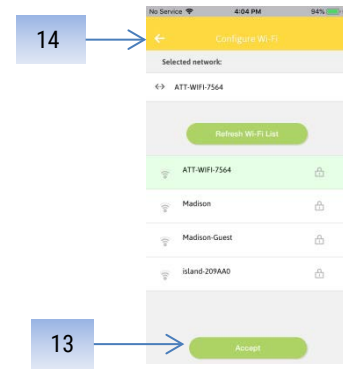 No Service 4:04 PM 94%
14
Configure Wi-Fi
Selected network:
ATT-WIFI-7564
Refresh Wi-Fi List
ATT-WIFI-7564
Madison
Madison-Guest
island-209AA0
13
Accept